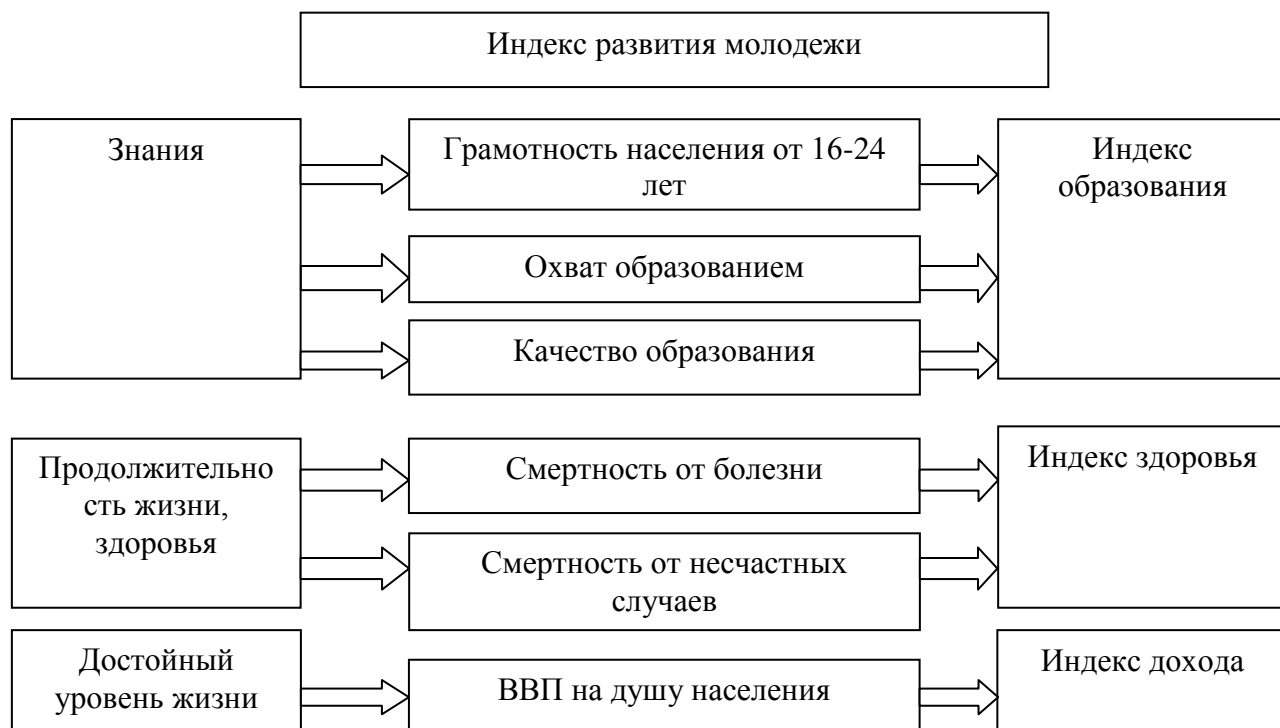 Индекс развития молодежи
Знания
Грамотность населения от 16-24
лет
Индекс
образования
Охват образованием
Качество образования
Продолжительно
сть жизни,
здоровья
Смертность от болезни
Индекс здоровья
Смертность от несчастных
случаев
Достойный
уровень жизни
ВВП на душу населения
Индекс дохода